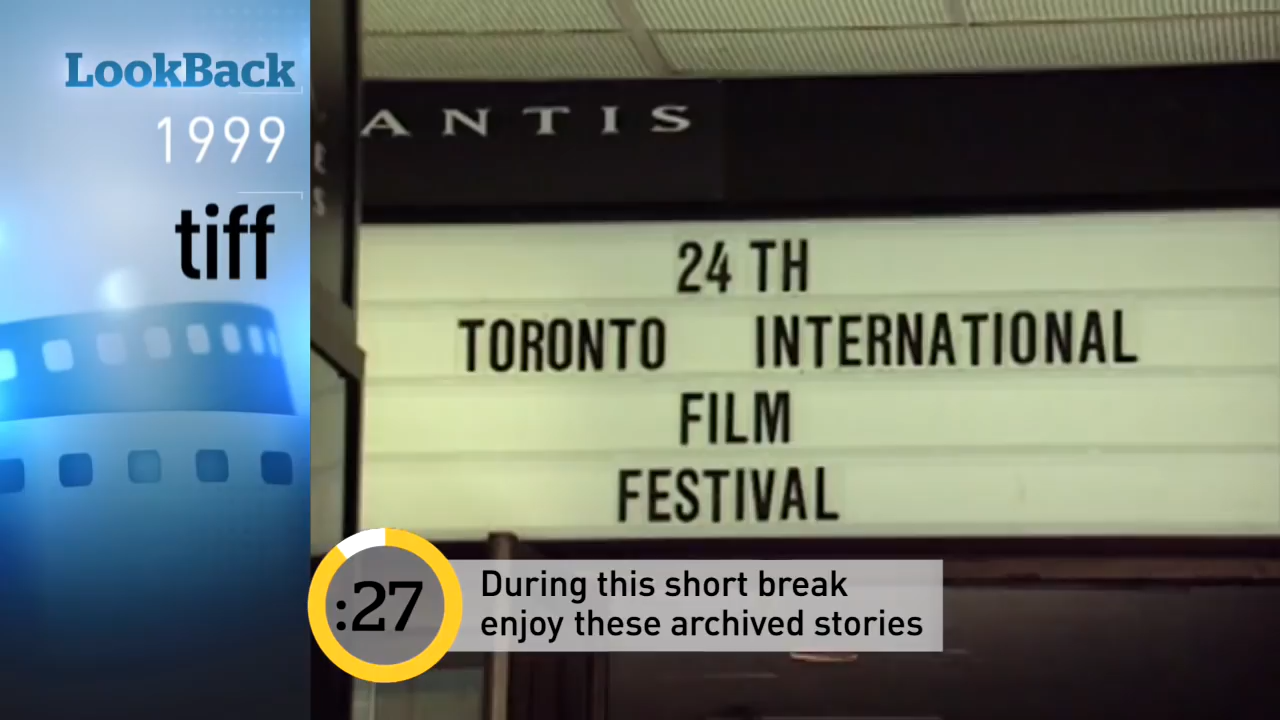 LookBack
1999
tiff
ANTIS
E
S
24 TH
TORONTO INTERNATIONAL
FILM
FESTIVAL
:27
During this short break
enjoy these archived stories